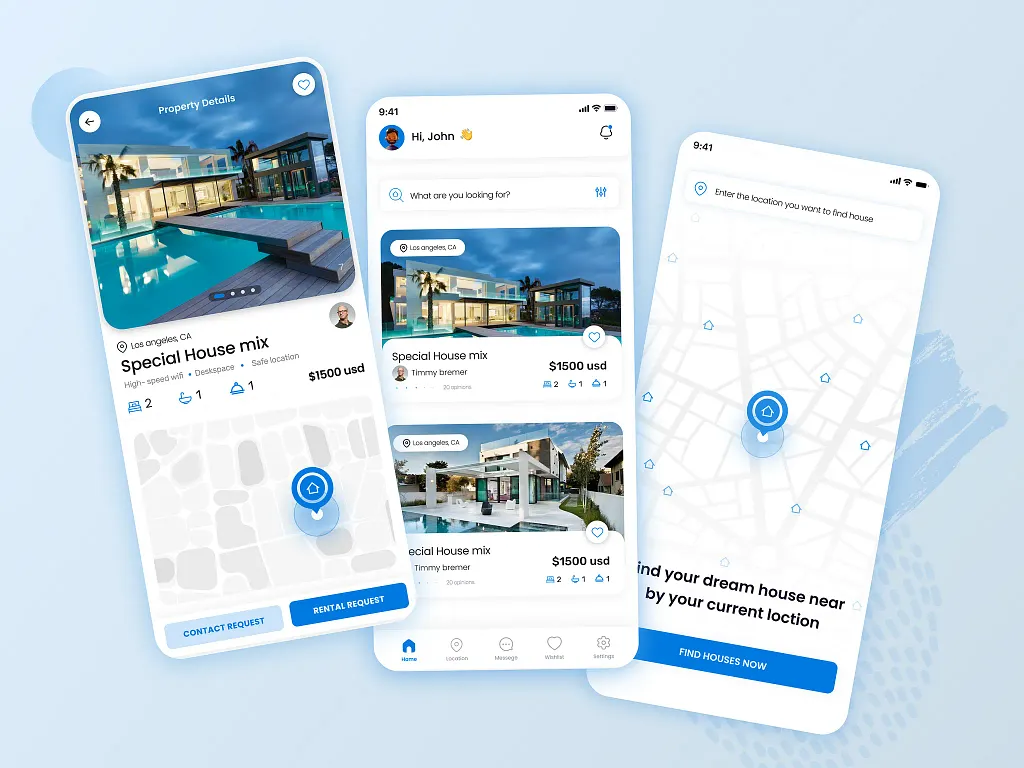 Property Details
Los angeles, CA
Special House mix
High- speed wifi • Deskspace • Safe location
$1500 usd
2
1
1
CONTACT REQUEST
RENTAL REQUEST
9:41
Hi, John 👋
What are you looking for?
Los angeles, CA
Special House mix
Timmy bremer
$1500 usd
20 opinions
2
1
1
Los angeles, CA
ecial House mix
Timmy bremer
$1500 usd
20 opinions
2
1
1
Home
Location
Message
Wishlist
Settings
9:41
Enter the location you want to find house
ind your dream house near
by your current loction
FIND HOUSES NOW